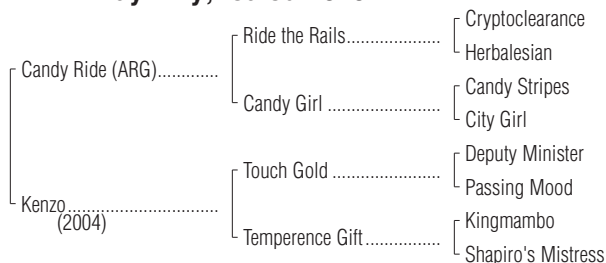 Cryptoclearance
Ride the Rails....................
Herbalesian
Candy Ride (ARG).............
Candy Stripes
Candy Girl ........................
City Girl
Deputy Minister
Touch Gold .......................
Passing Mood
Kenzo................................
(2004)
Kingmambo
Temperence Gift................
Shapiro's Mistress